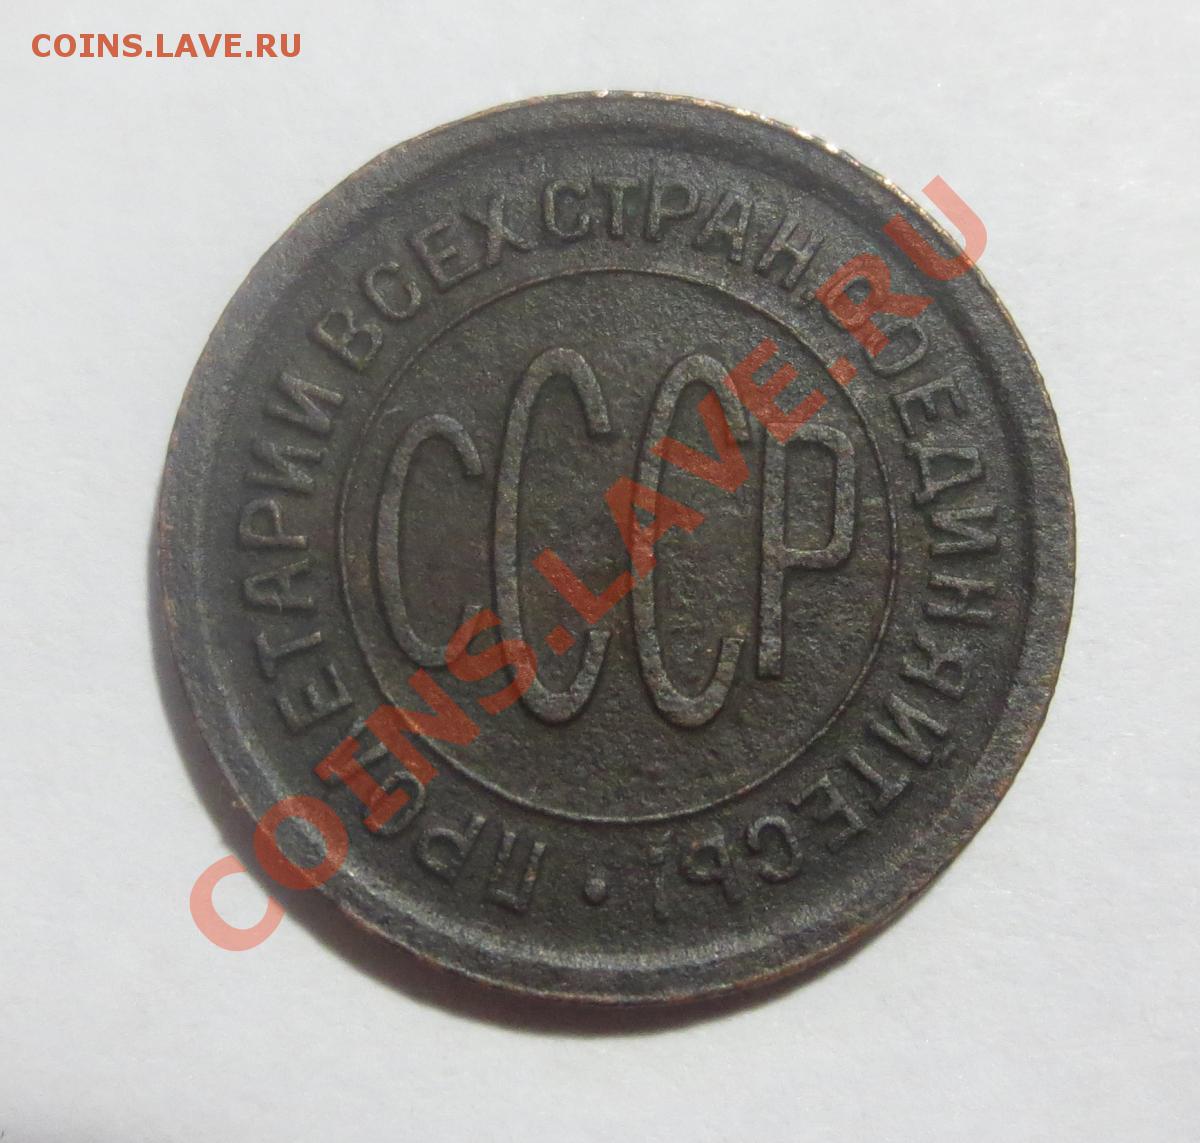 COINS.LAVE.RU
ПРОЛЕТАРИИ ВСЕХ СТРАН, СОЕДИНЯЙТЕСЬ! •
СССР
COINS.LAVE.RU